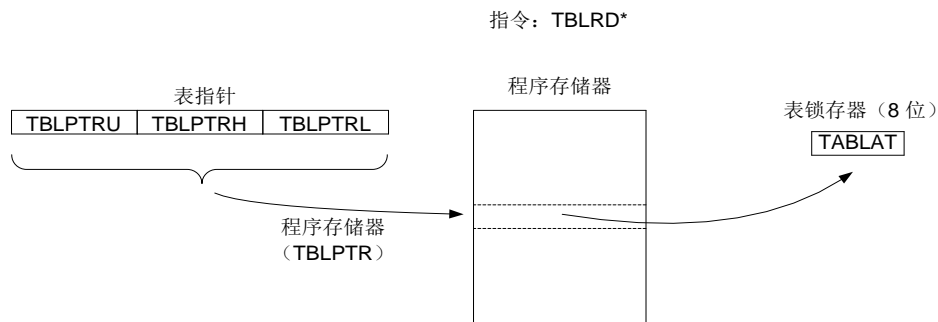 指令：TBLRD*
表指针
TBLPTRU TBLPTRH TBLPTRL
程序存储器
表锁存器（8 位）
TABLAT
程序存储器
（TBLPTR）